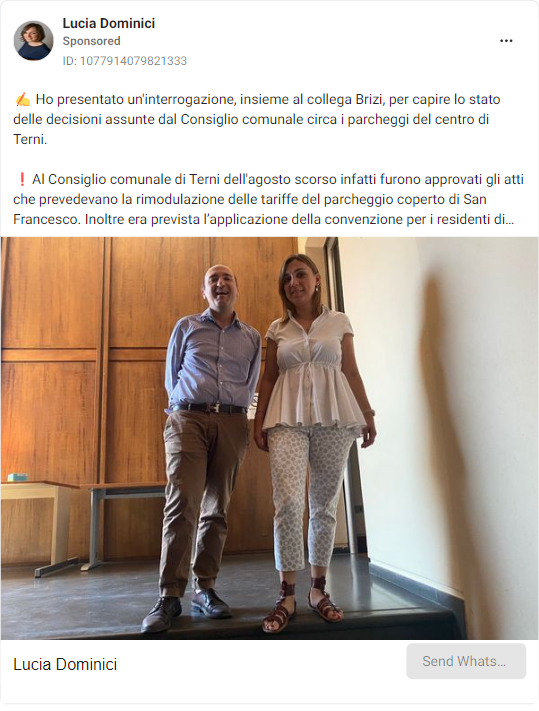 Lucia Dominici
Sponsored
ID: 1077914079821333
✍️ Ho presentato un'interrogazione, insieme al collega Brizi, per capire lo stato
delle decisioni assunte dal Consiglio comunale circa i parcheggi del centro di
Terni.
❗ Al Consiglio comunale di Terni dell'agosto scorso infatti furono approvati gli atti
che prevedevano la rimodulazione delle tariffe del parcheggio coperto di San
Francesco. Inoltre era prevista l’applicazione della convenzione per i residenti di...
Lucia Dominici
Send Whats...